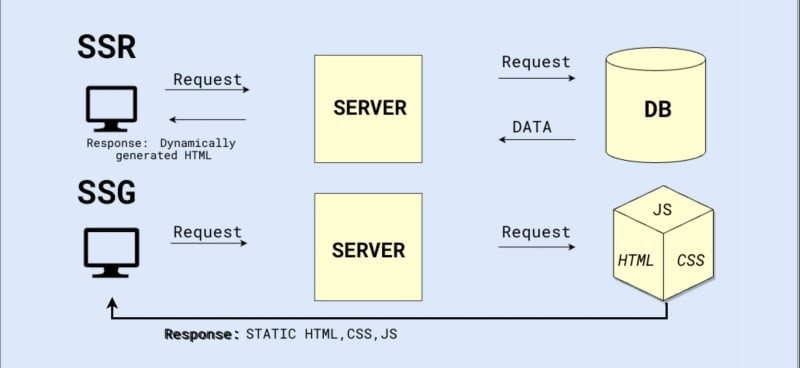 SSR
Request
SERVER
Request
DB
DATA
Response: Dynamically
generated HTML
SSG
Request
SERVER
Request
JS
HTML
CSS
Response: STATIC HTML,CSS,JS